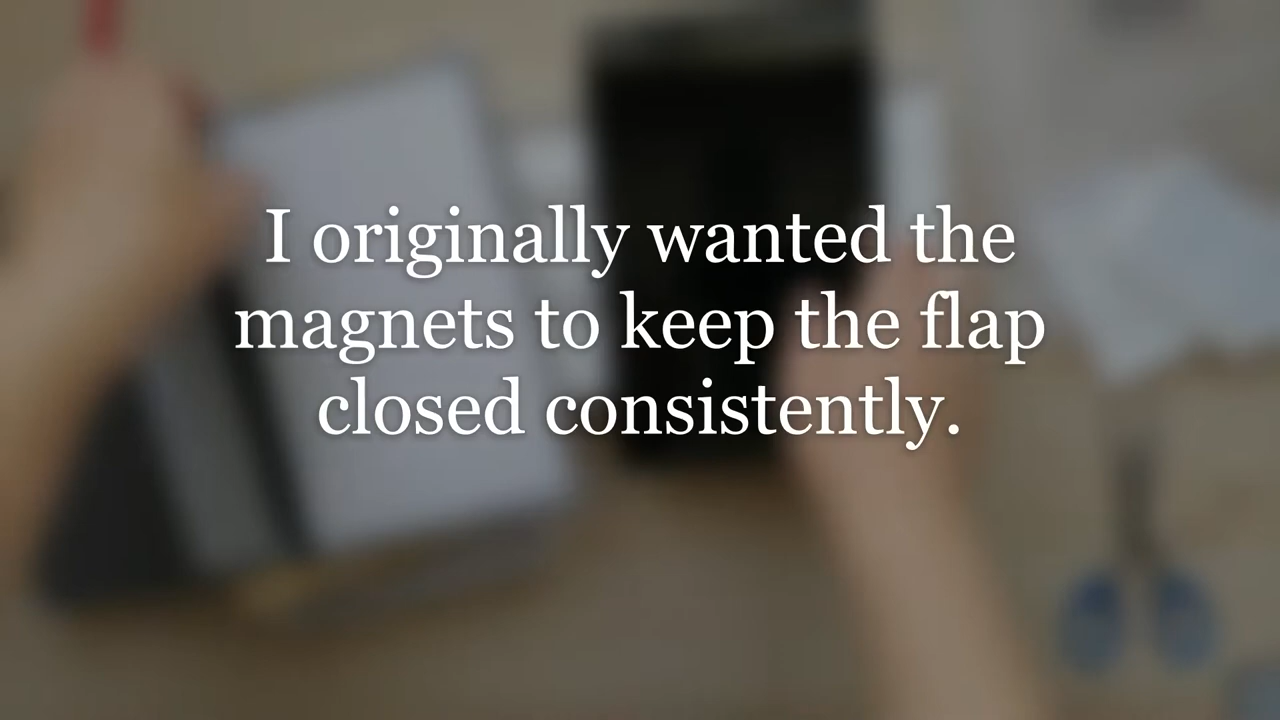 I originally wanted the
magnets to keep the flap
closed consistently.